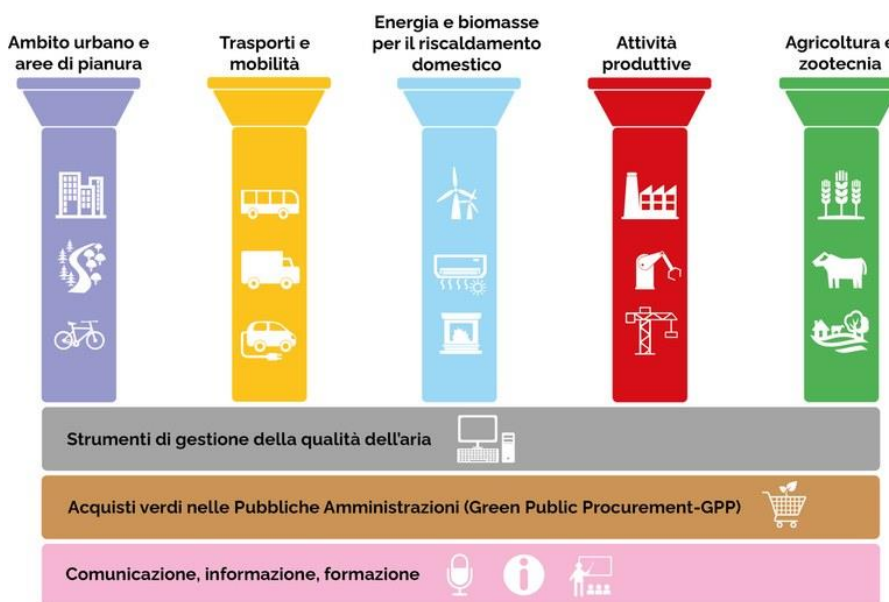 Ambito urbano e
aree di pianura
Trasporti e
mobilità
Energia e biomasse
per il riscaldamento
domestico
Attività
produttive
Agricoltura e
zootecnia
Strumenti di gestione della qualità dell'aria
Acquisti verdi nelle Pubbliche Amministrazioni (Green Public Procurement-GPP)
Comunicazione, informazione, formazione